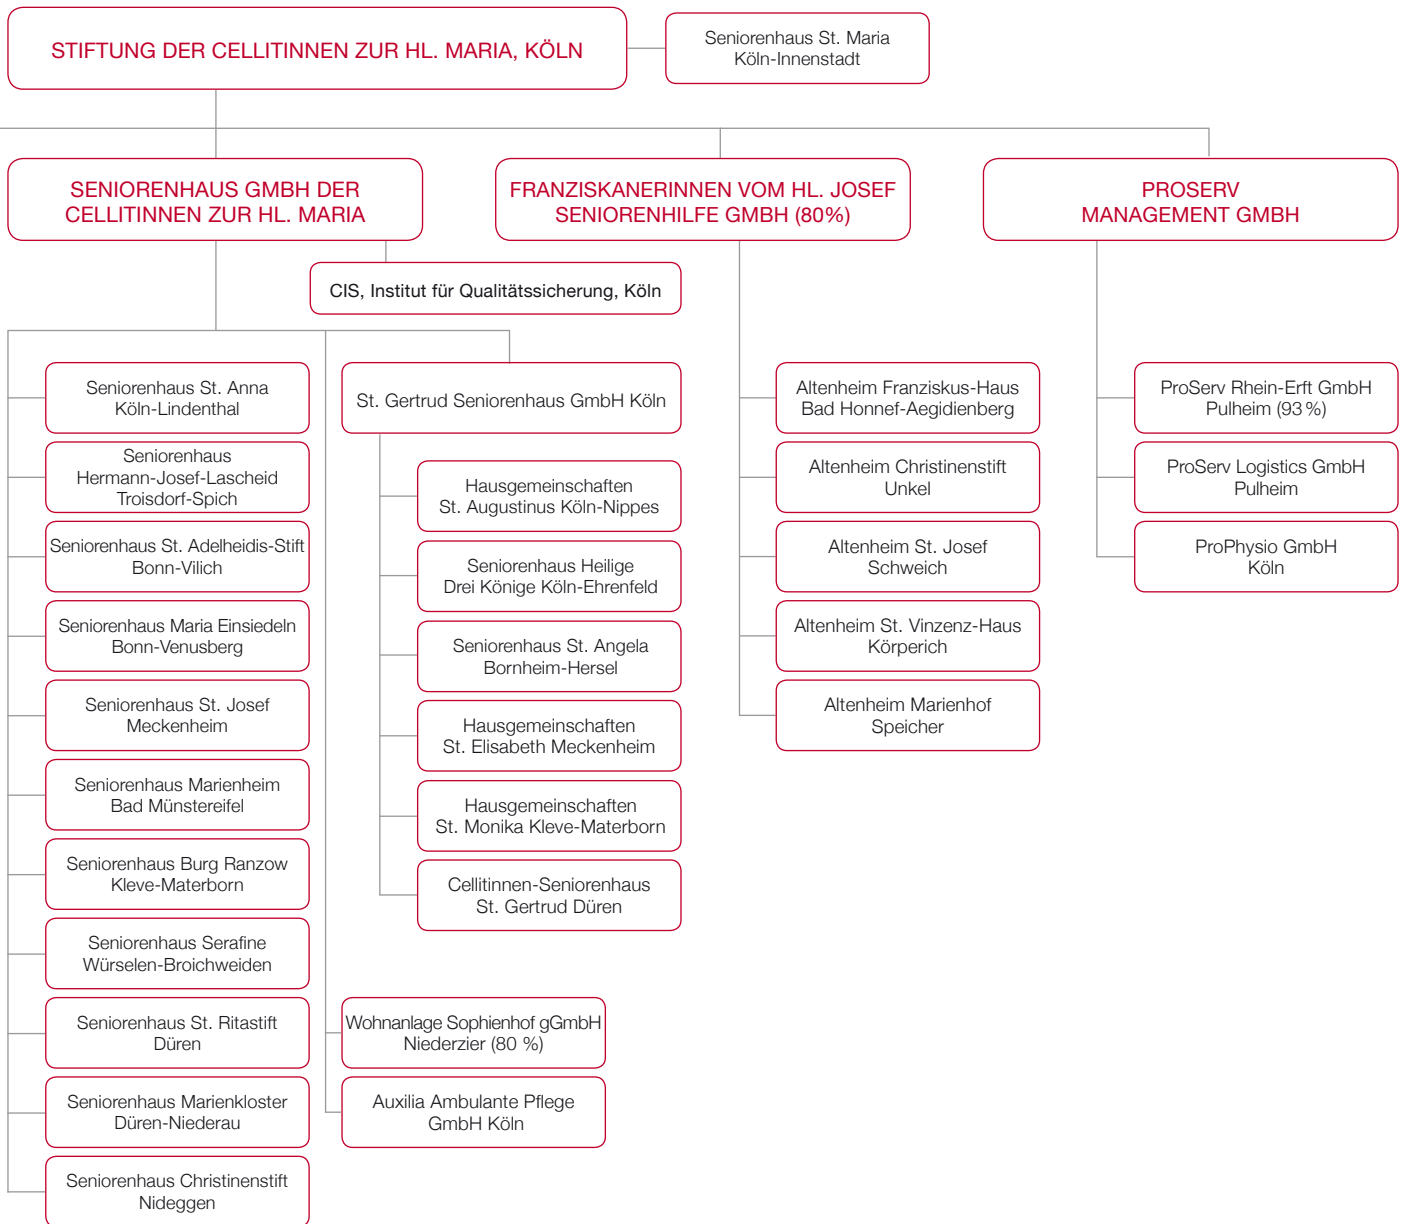 STIFTUNG DER CELLITINNEN ZUR HL. MARIA, KÖLN
Seniorenhaus St. Maria
Köln-Innenstadt
SENIORENHAUS GMBH DER
CELLITINNEN ZUR HL. MARIA
FRANZISKANERINNEN VOM HL. JOSEF
SENIORENHILFE GMBH (80%)
PROSERV
MANAGEMENT GMBH
CIS, Institut für Qualitätssicherung, Köln
Seniorenhaus St. Anna
Köln-Lindenthal
Seniorenhaus
Hermann-Josef-Lascheid
Troisdorf-Spich
Seniorenhaus St. Adelheidis-Stift
Bonn-Vilich
Seniorenhaus Maria Einsiedeln
Bonn-Venusberg
Seniorenhaus St. Josef
Meckenheim
Seniorenhaus Marienheim
Bad Münstereifel
Seniorenhaus Burg Ranzow
Kleve-Materborn
Seniorenhaus Serafine
Würselen-Broichweiden
Seniorenhaus St. Ritastift
Düren
Seniorenhaus Marienkloster
Düren-Niederau
Seniorenhaus Christinenstift
Nideggen
St. Gertrud Seniorenhaus GmbH Köln
Hausgemeinschaften
St. Augustinus Köln-Nippes
Seniorenhaus Heilige
Drei Könige Köln-Ehrenfeld
Seniorenhaus St. Angela
Bornheim-Hersel
Hausgemeinschaften
St. Elisabeth Meckenheim
Hausgemeinschaften
St. Monika Kleve-Materborn
Cellitinnen-Seniorenhaus
St. Gertrud Düren
Wohnanlage Sophienhof gGmbH
Niederzier (80 %)
Auxilia Ambulante Pflege
GmbH Köln
Altenheim Franziskus-Haus
Bad Honnef-Aegidienberg
Altenheim Christinenstift
Unkel
Altenheim St. Josef
Schweich
Altenheim St. Vinzenz-Haus
Körperich
Altenheim Marienhof
Speicher
ProServ Rhein-Erft GmbH
Pulheim (93 %)
ProServ Logistics GmbH
Pulheim
ProPhysio GmbH
Köln